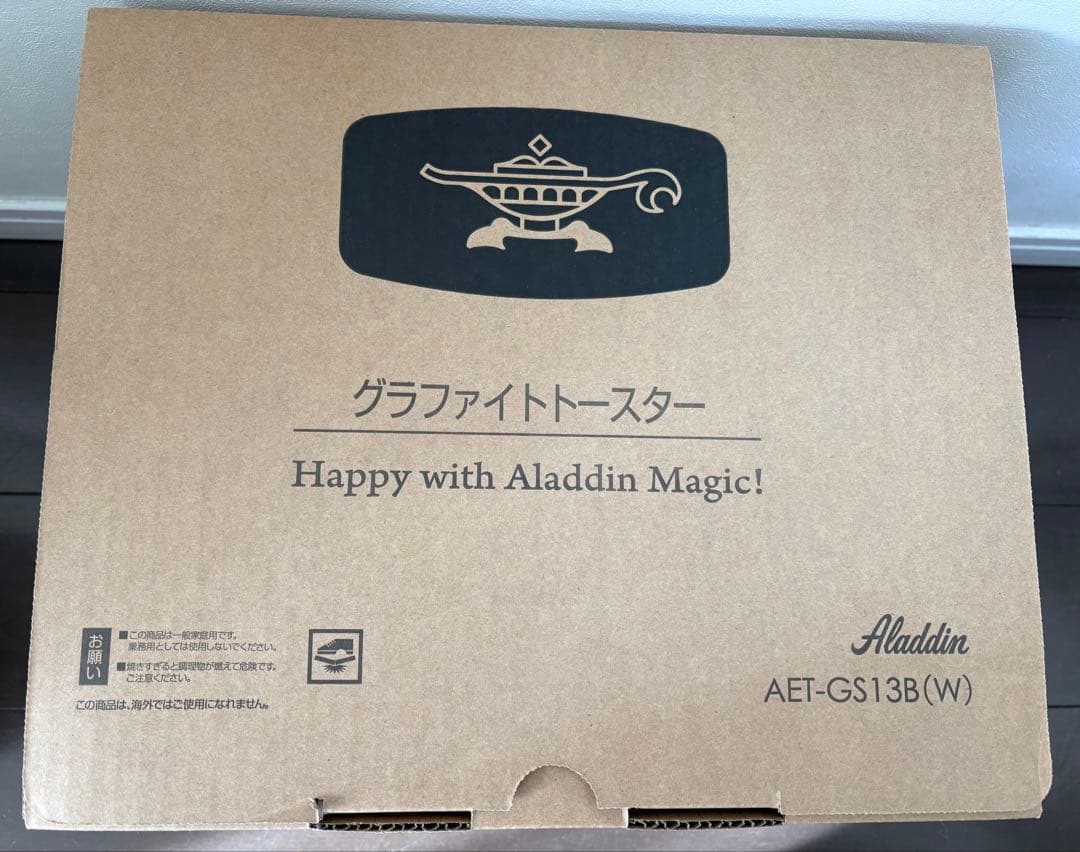 グラファイトトースター
Happy with Aladdin Magic!
お願い
■この商品は一般家庭用です。
業務用としては使用しないでください。
■焼きすぎると調理物が燃えて危険です。
ご注意ください。
この商品は、海外ではご使用になれません。
Aladdin
AET-GS13B(W)